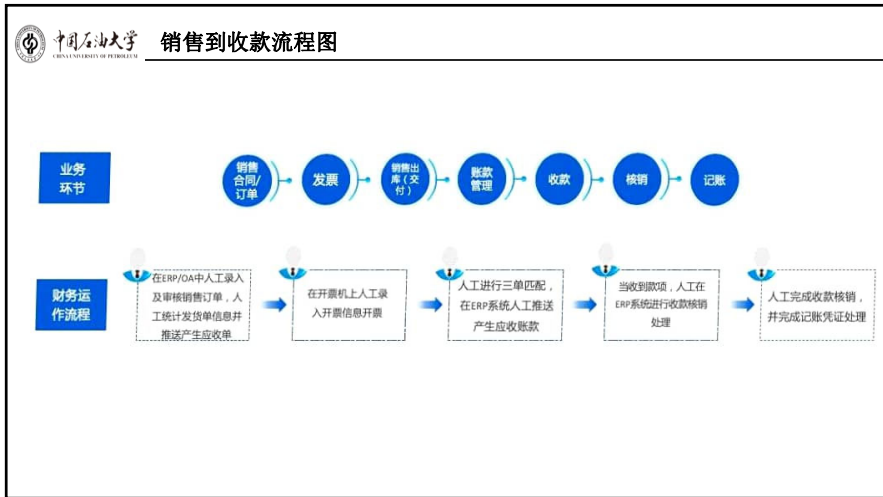 中国石油大学
CHINA UNIVERSITY OF PETROLEUM
销售到收款流程图
业务
环节
销售
合同/
订单
发票
销售出
库（交
付）
账款
管理
收款
核销
记账
财务运
作流程
在ERP/OA中人工录入
及审核销售订单，人
工统计发货单信息并
推送产生应收单
在开票机上人工录
入开票信息开票
人工进行三单匹配，
在ERP系统人工推送
产生应收账款
当收到款项，人工在
ERP系统进行收款核销
处理
人工完成收款核销，
并完成记账凭证处理